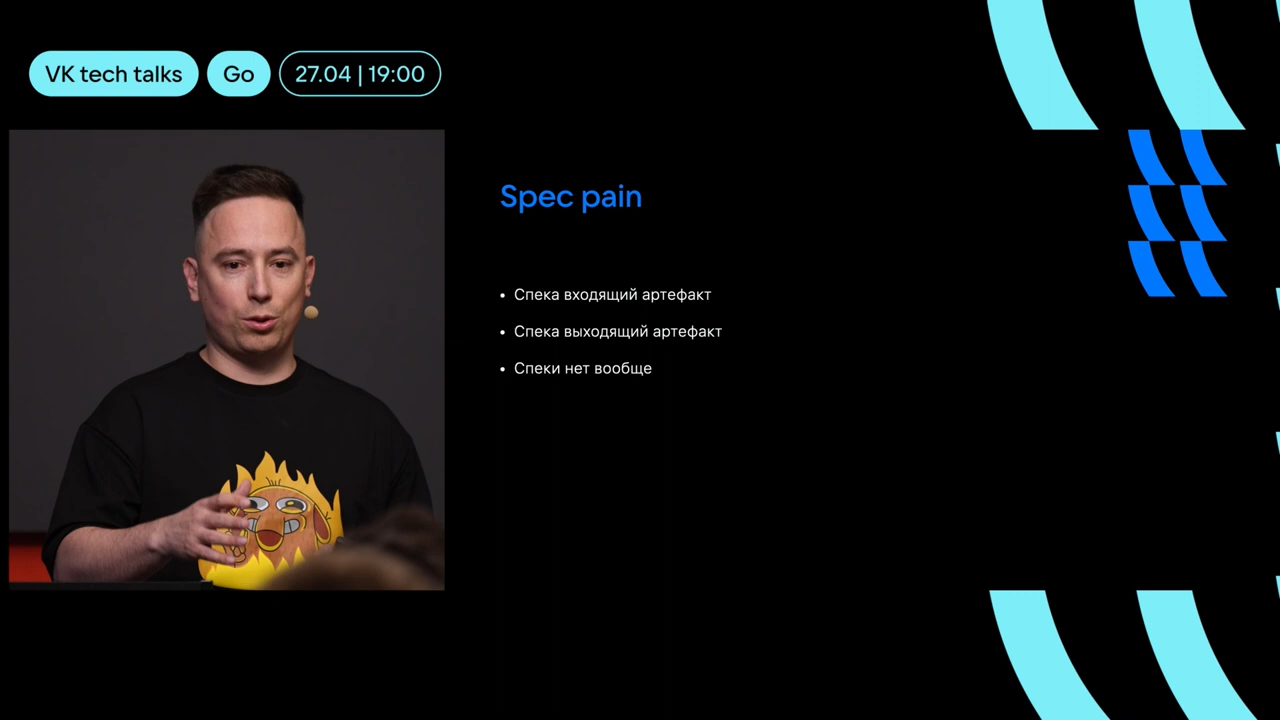 VK tech talks Go 27.04 | 19:00
Spec pain
• Спека входящий артефакт
• Спека выходящий артефакт
• Спеки нет вообще